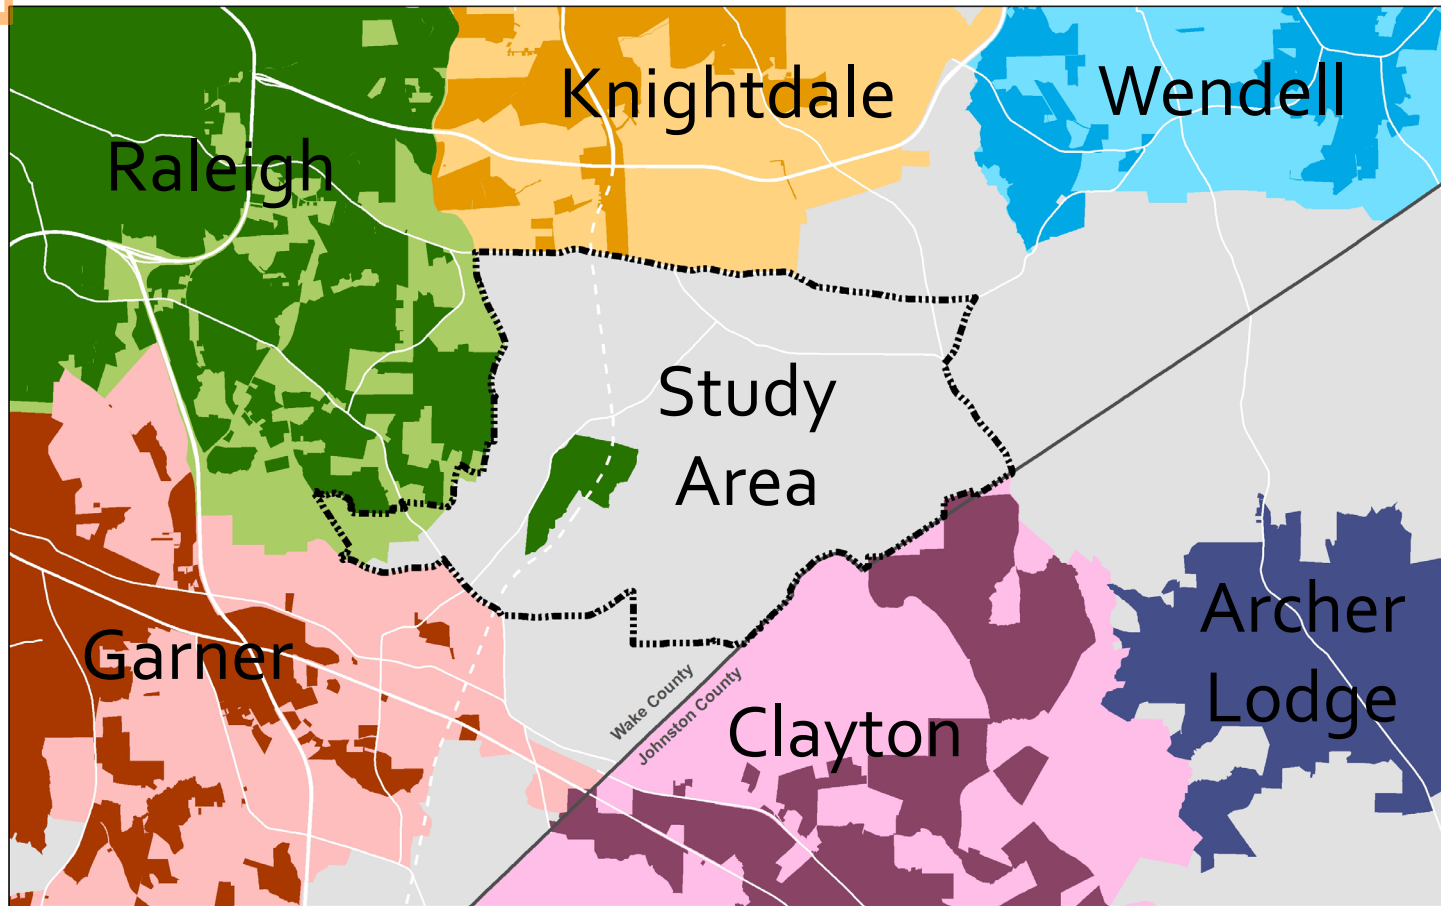 Knightdale
Wendell
Raleigh
Study
Area
Archer
Lodge
Garner
Wake County
Johnston County
Clayton